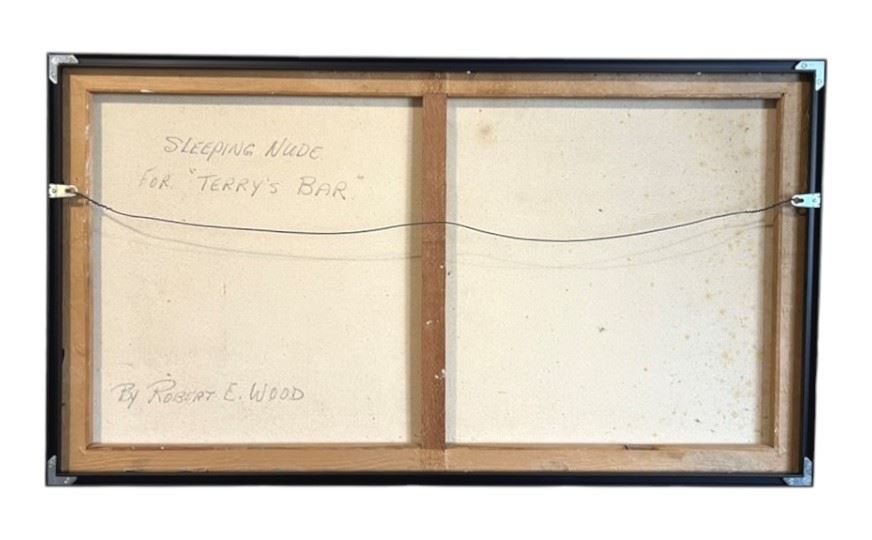 SLEEPING NUDE
FOR "TERRY'S BAR"
By ROBERT E. WOOD